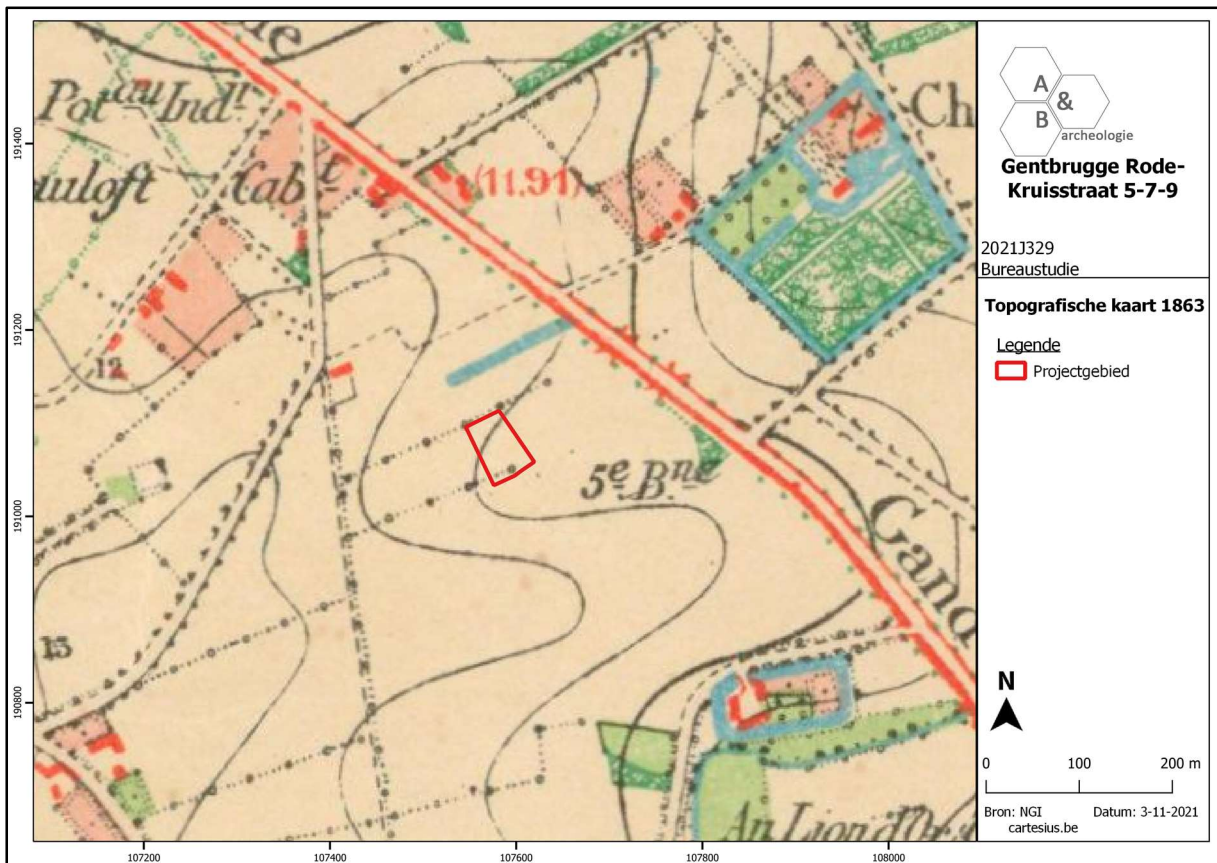 Pot au Ind.t
Cab.t
(11.91)
Ch
12
5e Bne
Gand
13
Au Lion d'Or
191400
191200
191000
190800
107200
107400
107600
107800
108000
A
&
B
archeologie
Gentbrugge Rode-
Kruisstraat 5-7-9
2021J329
Bureaustudie
Topografische kaart 1863
Legende
Projectgebied
N
0 100 200 m
Bron: NGI Datum: 3-11-2021
cartesius.be